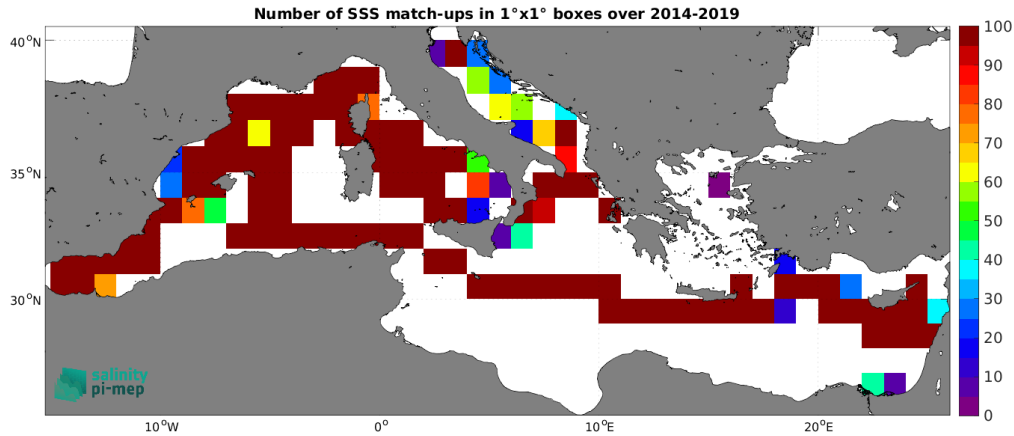 Number of SSS match-ups in 1°x1° boxes over 2014-2019
40°N
35°N
30°N
10°W
0°
10°E
20°E
100
90
80
70
60
50
40
30
20
10
0
salinity
pi-mep